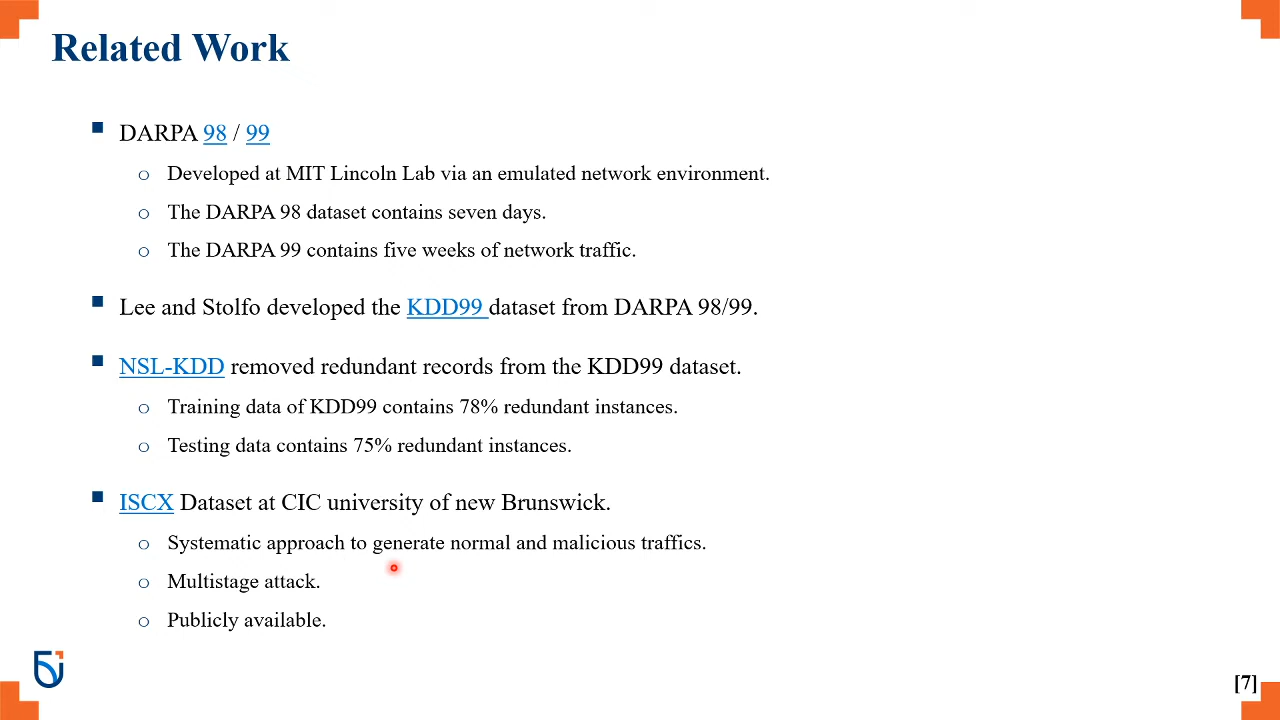 Related Work
DARPA 98 / 99
Developed at MIT Lincoln Lab via an emulated network environment.
The DARPA 98 dataset contains seven days.
The DARPA 99 contains five weeks of network traffic.
Lee and Stolfo developed the KDD99 dataset from DARPA 98/99.
NSL-KDD removed redundant records from the KDD99 dataset.
Training data of KDD99 contains 78% redundant instances.
Testing data contains 75% redundant instances.
ISCX Dataset at CIC university of new Brunswick.
Systematic approach to generate normal and malicious traffics.
Multistage attack.
Publicly available.
[7]